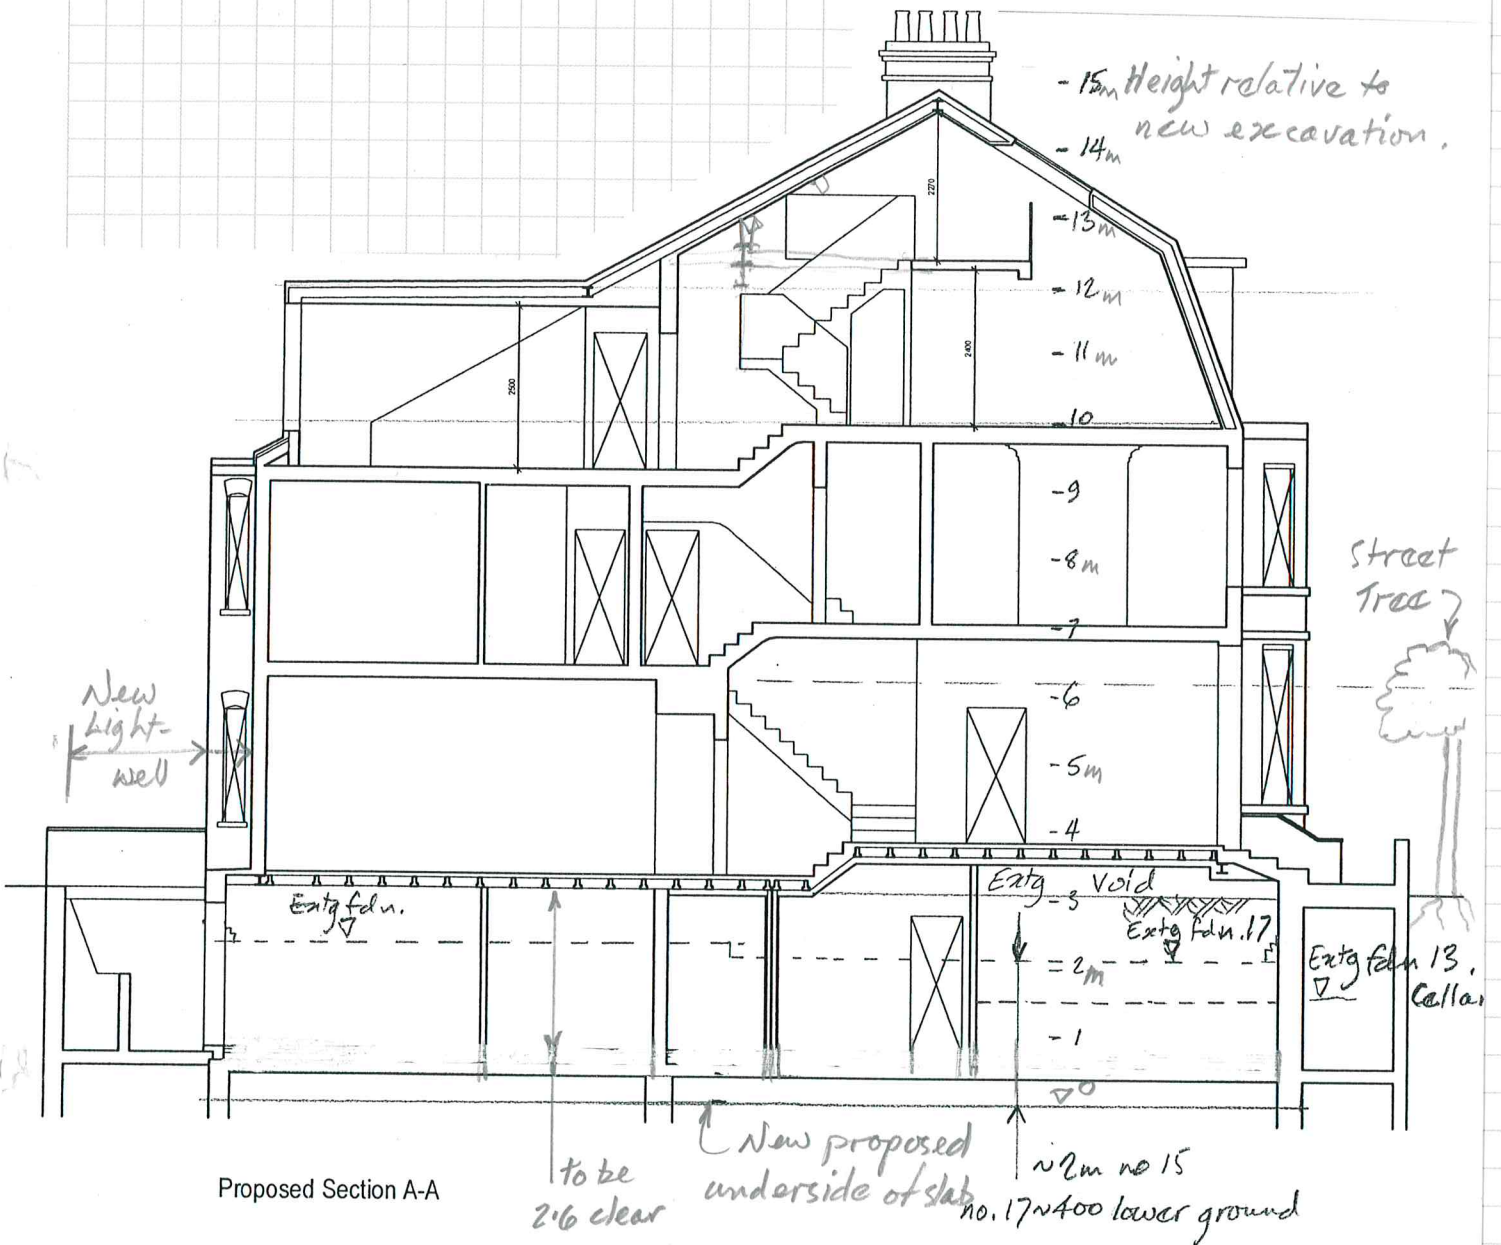 - 15m Height relative to
new excavation.
- 14m
2270
- 13m
- 12m
2500
2400
- 11m
10
- 9
- 8m
Street
Tree
- 7
New
Light-
well
- 6
- 5m
- 4
Extg Void
- 3
Extg fdn.
Extg fdn. 17
Extg fdn 13.
Cellar
= 2m
- 1
0
New proposed
underside of slab
to be
2.6 clear
~2m no 15
no. 17 ~400 lower ground
Proposed Section A-A